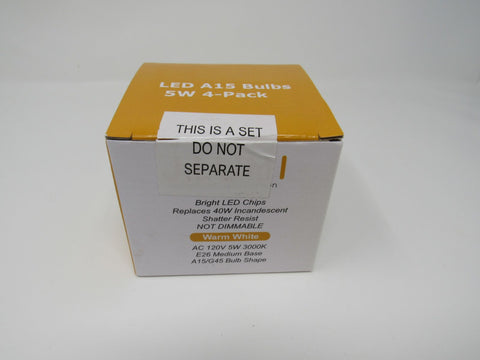 LED A15 Bulbs
5W 4-Pack
THIS IS A SET
DO NOT
SEPARATE
Bright LED Chips
Replaces 40W Incandescent
Shatter Resist
NOT DIMMABLE
Warm White
AC 120V 5W 3000K
E26 Medium Base
A15/G45 Bulb Shape